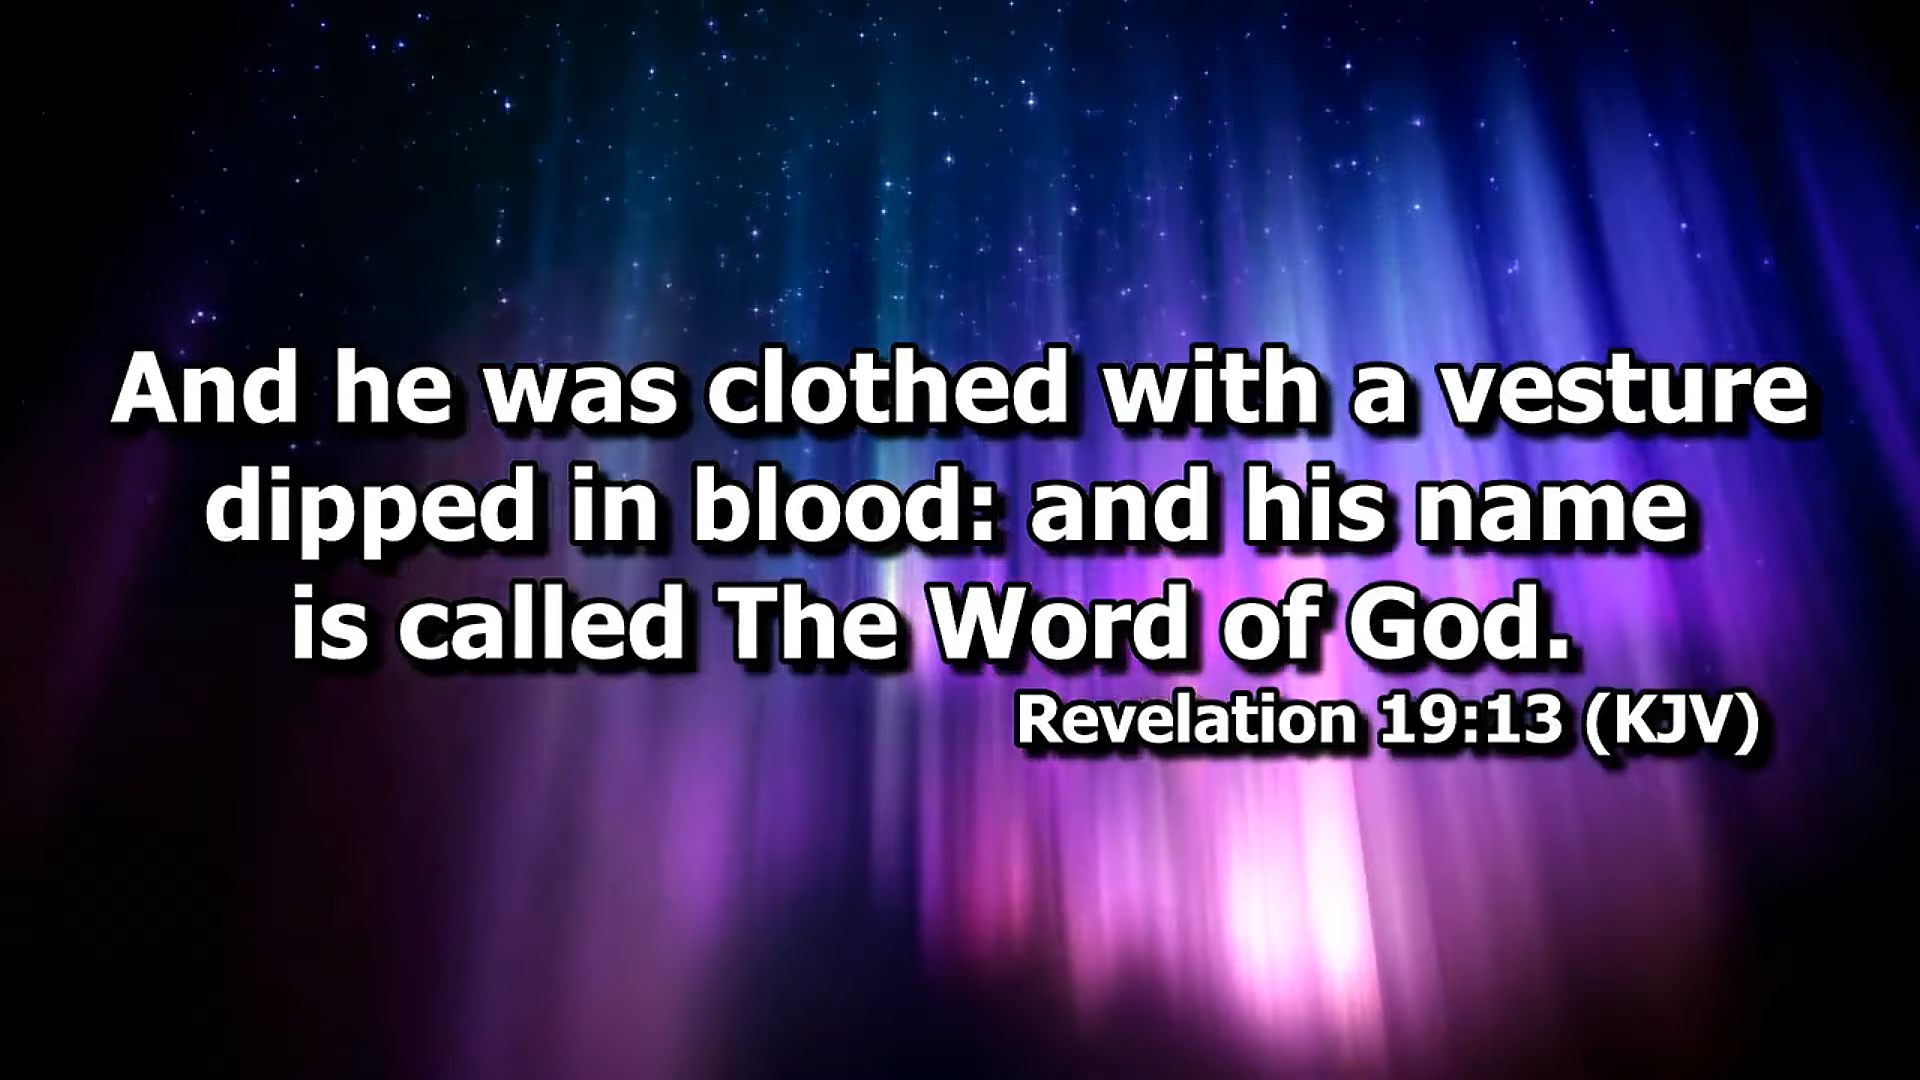 And he was clothed with a vesture
dipped in blood: and his name
is called The Word of God.
Revelation 19:13 (KJV)